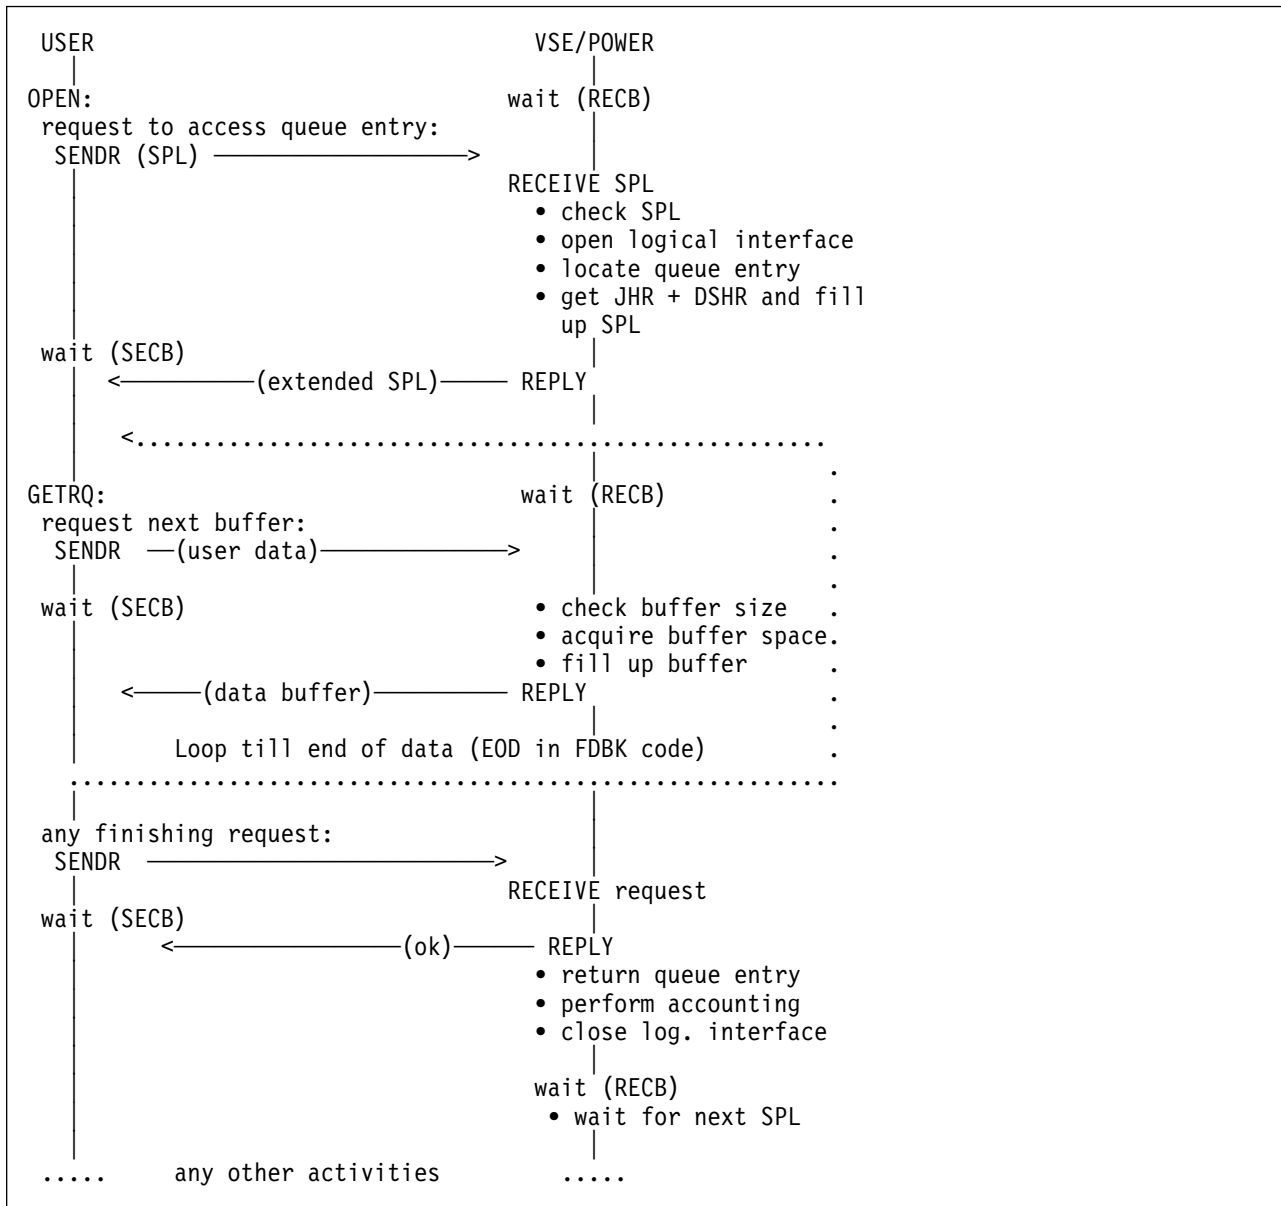 USER VSE/POWER
OPEN: wait (RECB)
request to access queue entry:
SENDR (SPL) ———————————————————>
RECEIVE SPL
• check SPL
• open logical interface
• locate queue entry
• get JHR + DSHR and fill
up SPL
wait (SECB)
<——————————(extended SPL)————— REPLY
<....................................................
GETRQ: wait (RECB)
request next buffer:
SENDR ——(user data)——————————————>
wait (SECB) • check buffer size
• acquire buffer space.
• fill up buffer
<—————(data buffer)—————————— REPLY
Loop till end of data (EOD in FDBK code)
any finishing request:
SENDR ——————————————————————————>
RECEIVE request
wait (SECB)
<—————————————————(ok)—————— REPLY
• return queue entry
• perform accounting
• close log. interface
wait (RECB)
• wait for next SPL
..... any other activities .....